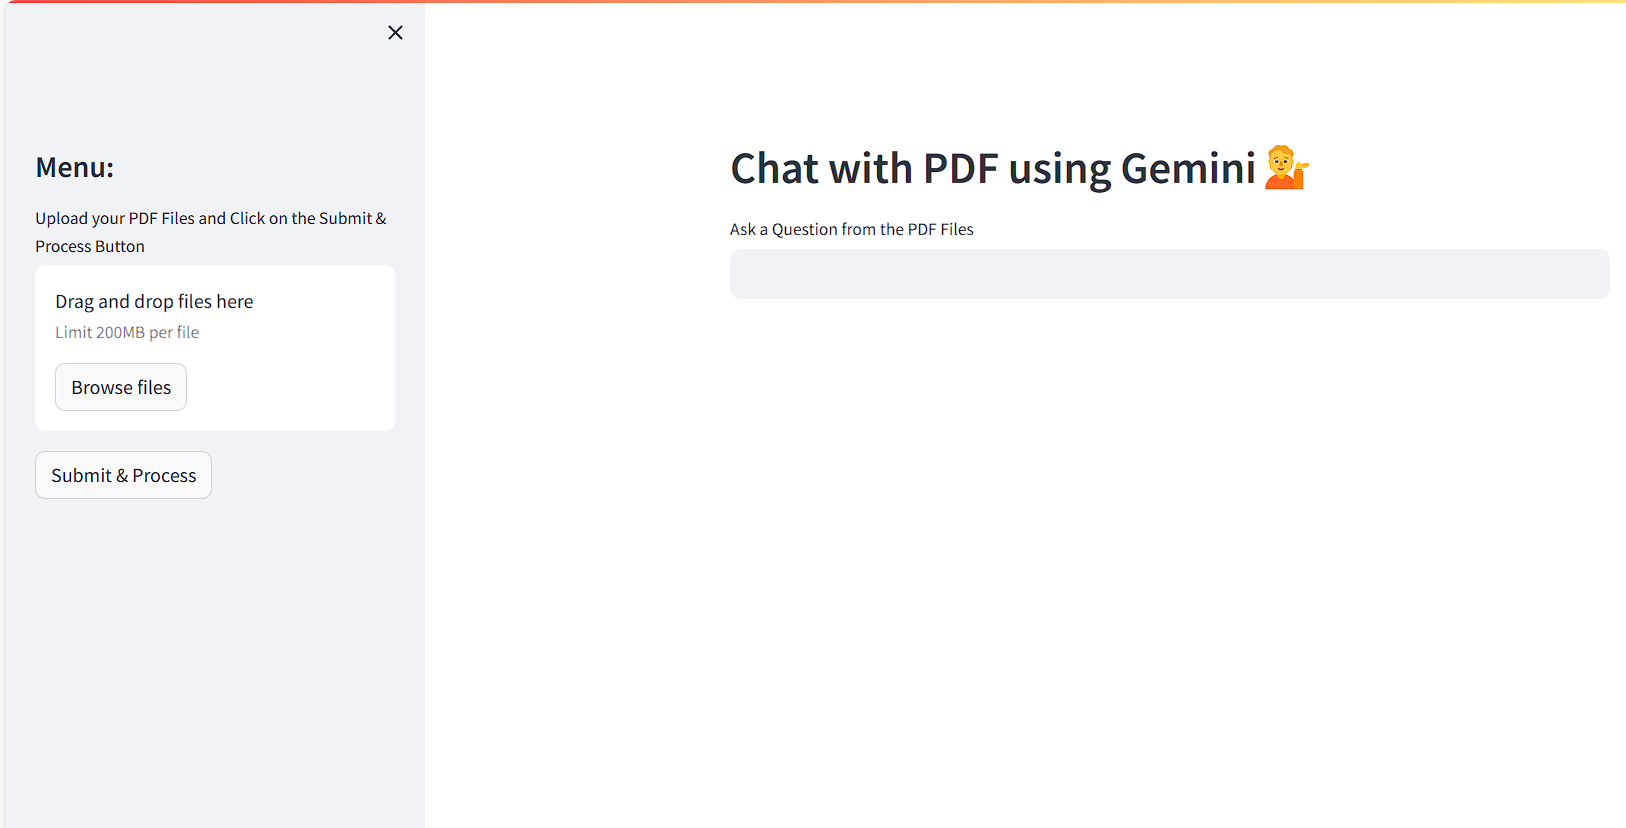 Menu:
Upload your PDF Files and Click on the Submit &
Process Button
Drag and drop files here
Limit 200MB per file
Browse files
Submit & Process
Chat with PDF using Gemini💁
Ask a Question from the PDF Files